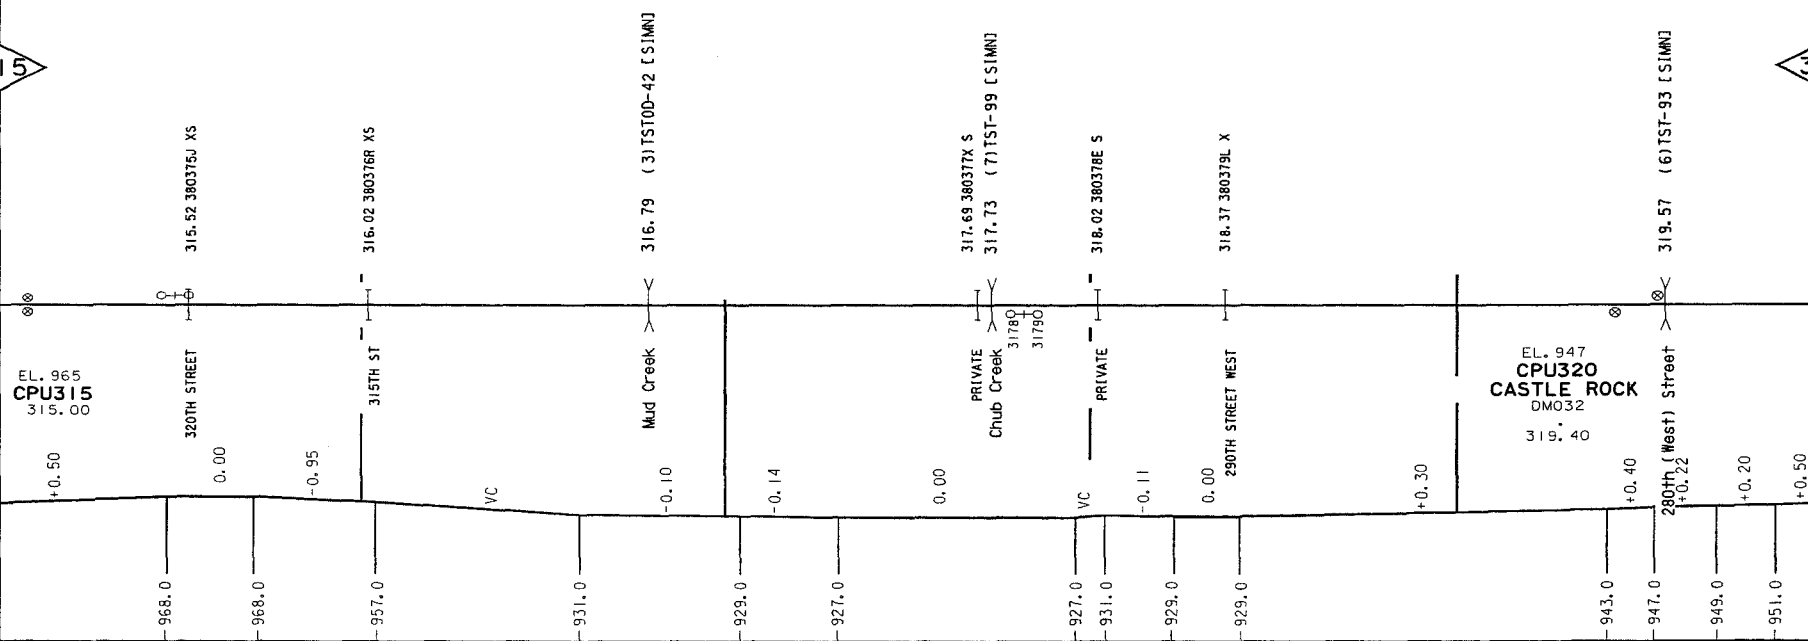 15
315.52 380375J XS
316.02 380376R XS
316.79 (3)TSTOD-42 [SIMN]
317.69 380377X S
317.73 (7)TST-99 [SIMN]
318.02 380378E S
318.37 380379L X
319.57 (6)TST-93 [SIMN]
3178
3179
EL. 965
CPU315
315.00
320TH STREET
315TH ST
Mud Creek
PRIVATE
Chub Creek
PRIVATE
290TH STREET WEST
EL. 947
CPU320
CASTLE ROCK
DM032
319.40
280th (West) Street
+0.50
0.00
-0.95
VC
-0.10
-0.14
0.00
VC
-0.11
0.00
+0.30
+0.40
+0.22
+0.20
+0.50
968.0
968.0
957.0
931.0
929.0
927.0
927.0
931.0
929.0
929.0
943.0
947.0
949.0
951.0